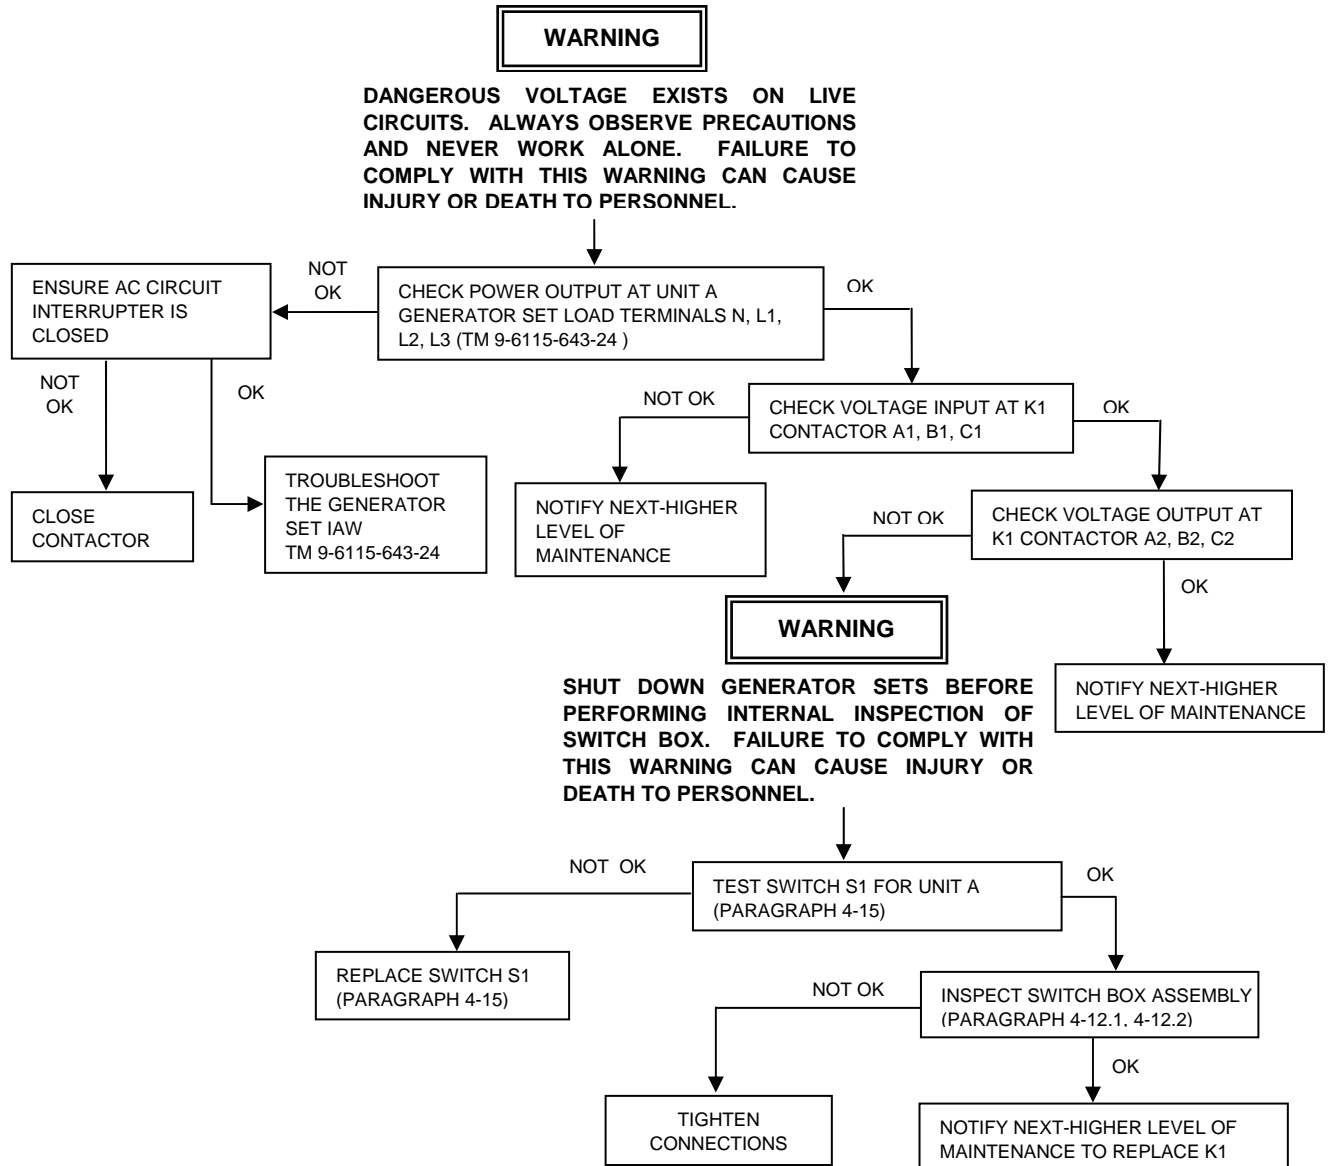 WARNING
DANGEROUS VOLTAGE EXISTS ON LIVE
CIRCUITS. ALWAYS OBSERVE PRECAUTIONS
AND NEVER WORK ALONE. FAILURE TO
COMPLY WITH THIS WARNING CAN CAUSE
INJURY OR DEATH TO PERSONNEL.
ENSURE AC CIRCUIT
INTERRUPTER IS
CLOSED
NOT
OK
CHECK POWER OUTPUT AT UNIT A
GENERATOR SET LOAD TERMINALS N, L1,
L2, L3 (TM 9-6115-643-24 )
OK
NOT
OK
OK
NOT OK
CHECK VOLTAGE INPUT AT K1
CONTACTOR A1, B1, C1
OK
CLOSE
CONTACTOR
TROUBLESHOOT
THE GENERATOR
SET IAW
TM 9-6115-643-24
NOTIFY NEXT-HIGHER
LEVEL OF
MAINTENANCE
NOT OK
CHECK VOLTAGE OUTPUT AT
K1 CONTACTOR A2, B2, C2
OK
WARNING
NOTIFY NEXT-HIGHER
LEVEL OF MAINTENANCE
SHUT DOWN GENERATOR SETS BEFORE
PERFORMING INTERNAL INSPECTION OF
SWITCH BOX. FAILURE TO COMPLY WITH
THIS WARNING CAN CAUSE INJURY OR
DEATH TO PERSONNEL.
NOT OK
TEST SWITCH S1 FOR UNIT A
(PARAGRAPH 4-15)
OK
REPLACE SWITCH S1
(PARAGRAPH 4-15)
NOT OK
INSPECT SWITCH BOX ASSEMBLY
(PARAGRAPH 4-12.1, 4-12.2)
OK
TIGHTEN
CONNECTIONS
NOTIFY NEXT-HIGHER LEVEL OF
MAINTENANCE TO REPLACE K1